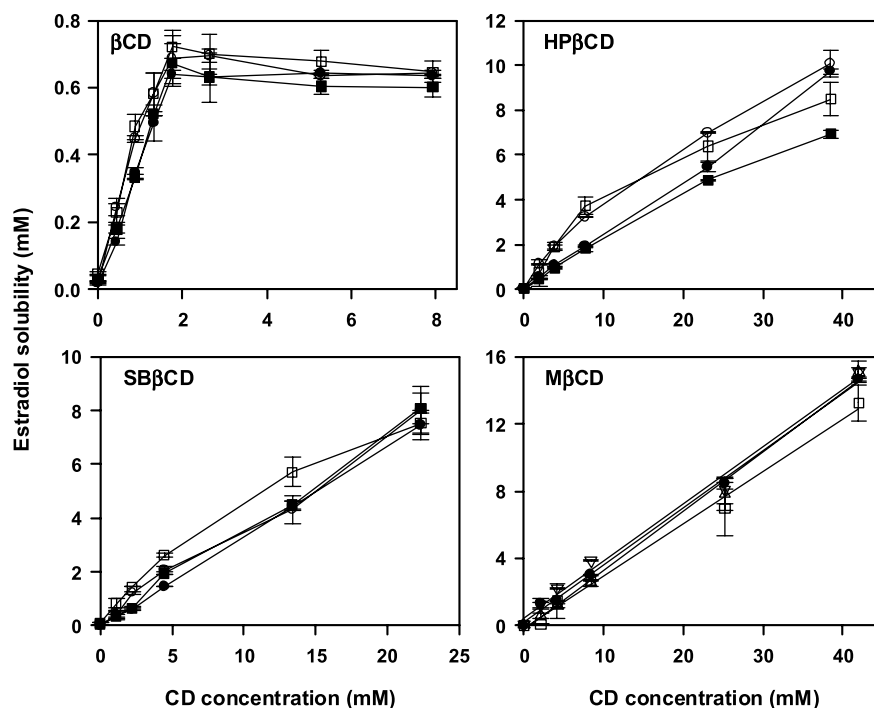 βCD
0.8
0.6
0.4
0.2
0.0
0 2 4 6 8
HPβCD
12
10
8
6
4
2
0
0 10 20 30 40
SBβCD
10
8
6
4
2
0
0 5 10 15 20 25
MβCD
16
12
8
4
0
0 10 20 30 40
Estradiol solubility (mM)
CD concentration (mM)
CD concentration (mM)